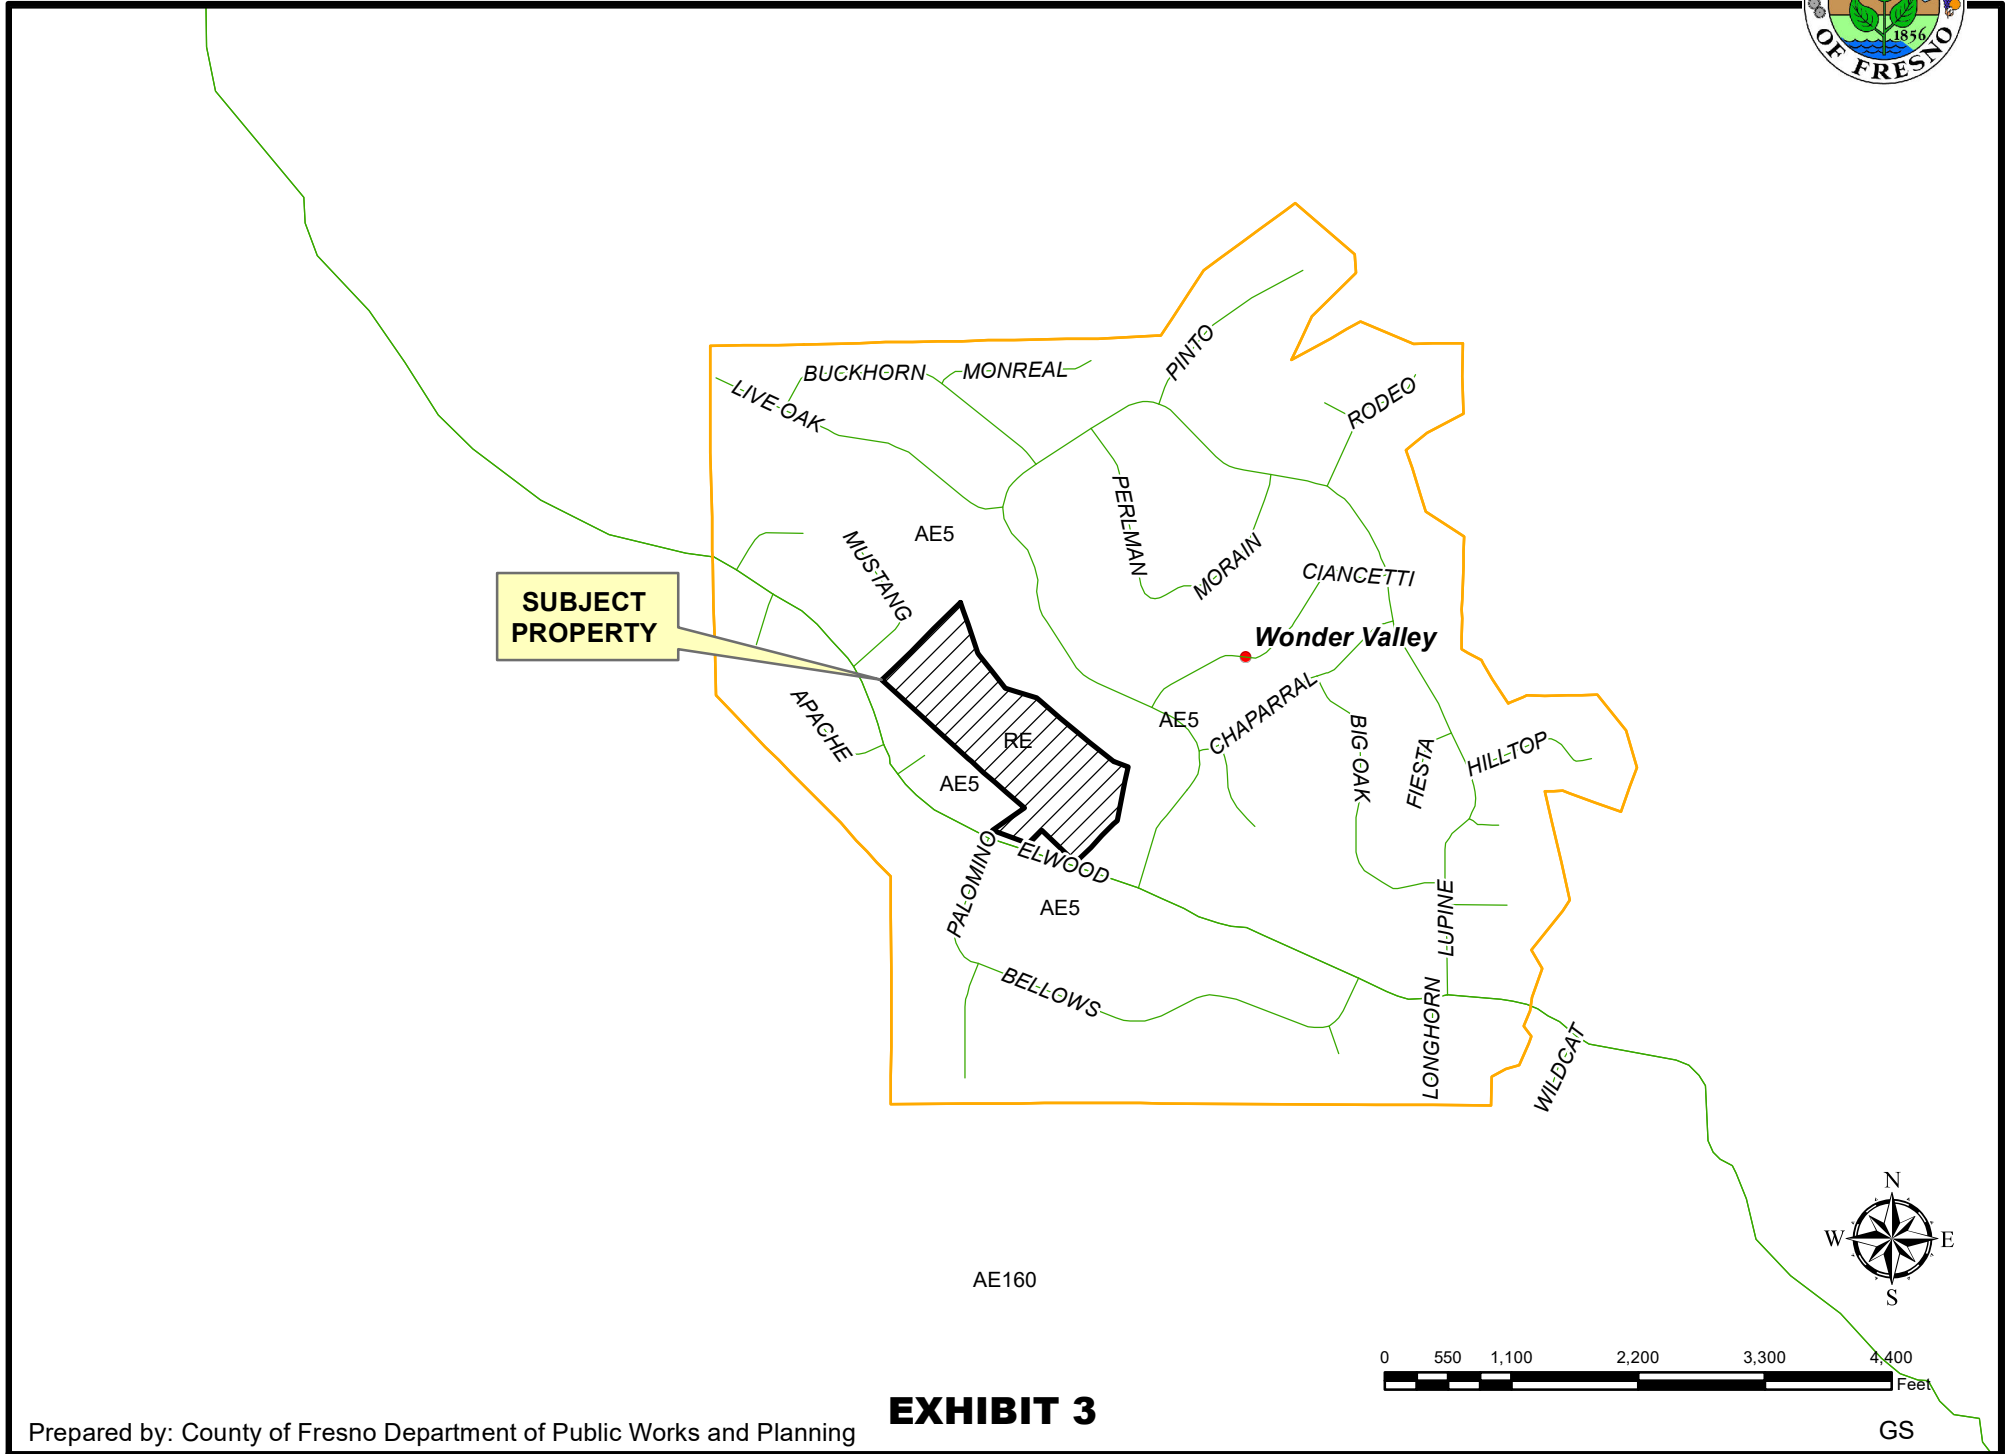 1856
OF FRESNO
PINTO
BUCKHORN
MONREAL
LIVE OAK
RODEO
PERLMAN
MORAIN
AE5
MUSTANG
CIANCETTI
SUBJECT
PROPERTY
Wonder Valley
APACHE
CHAPARRAL
AE5
RE
BIG OAK
FIESTA
HILLTOP
AE5
PALOMINO
ELWOOD
AE5
LUPINE
BELLOWS
LONGHORN
WILDCAT
N
W
E
S
AE160
0 550 1,100 2,200 3,300 4,400
Feet
EXHIBIT 3
Prepared by: County of Fresno Department of Public Works and Planning
GS